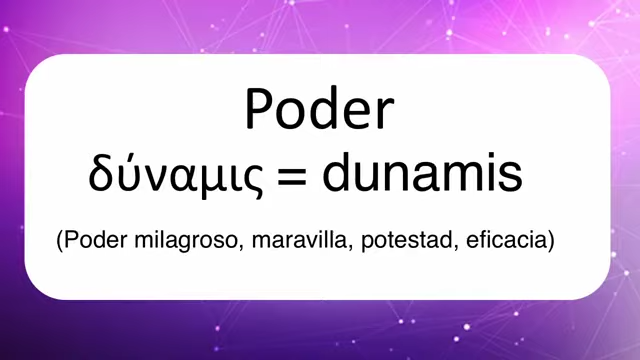 Poder
δύναμις = dunamis
(Poder milagroso, maravilla, potestad, eficacia)